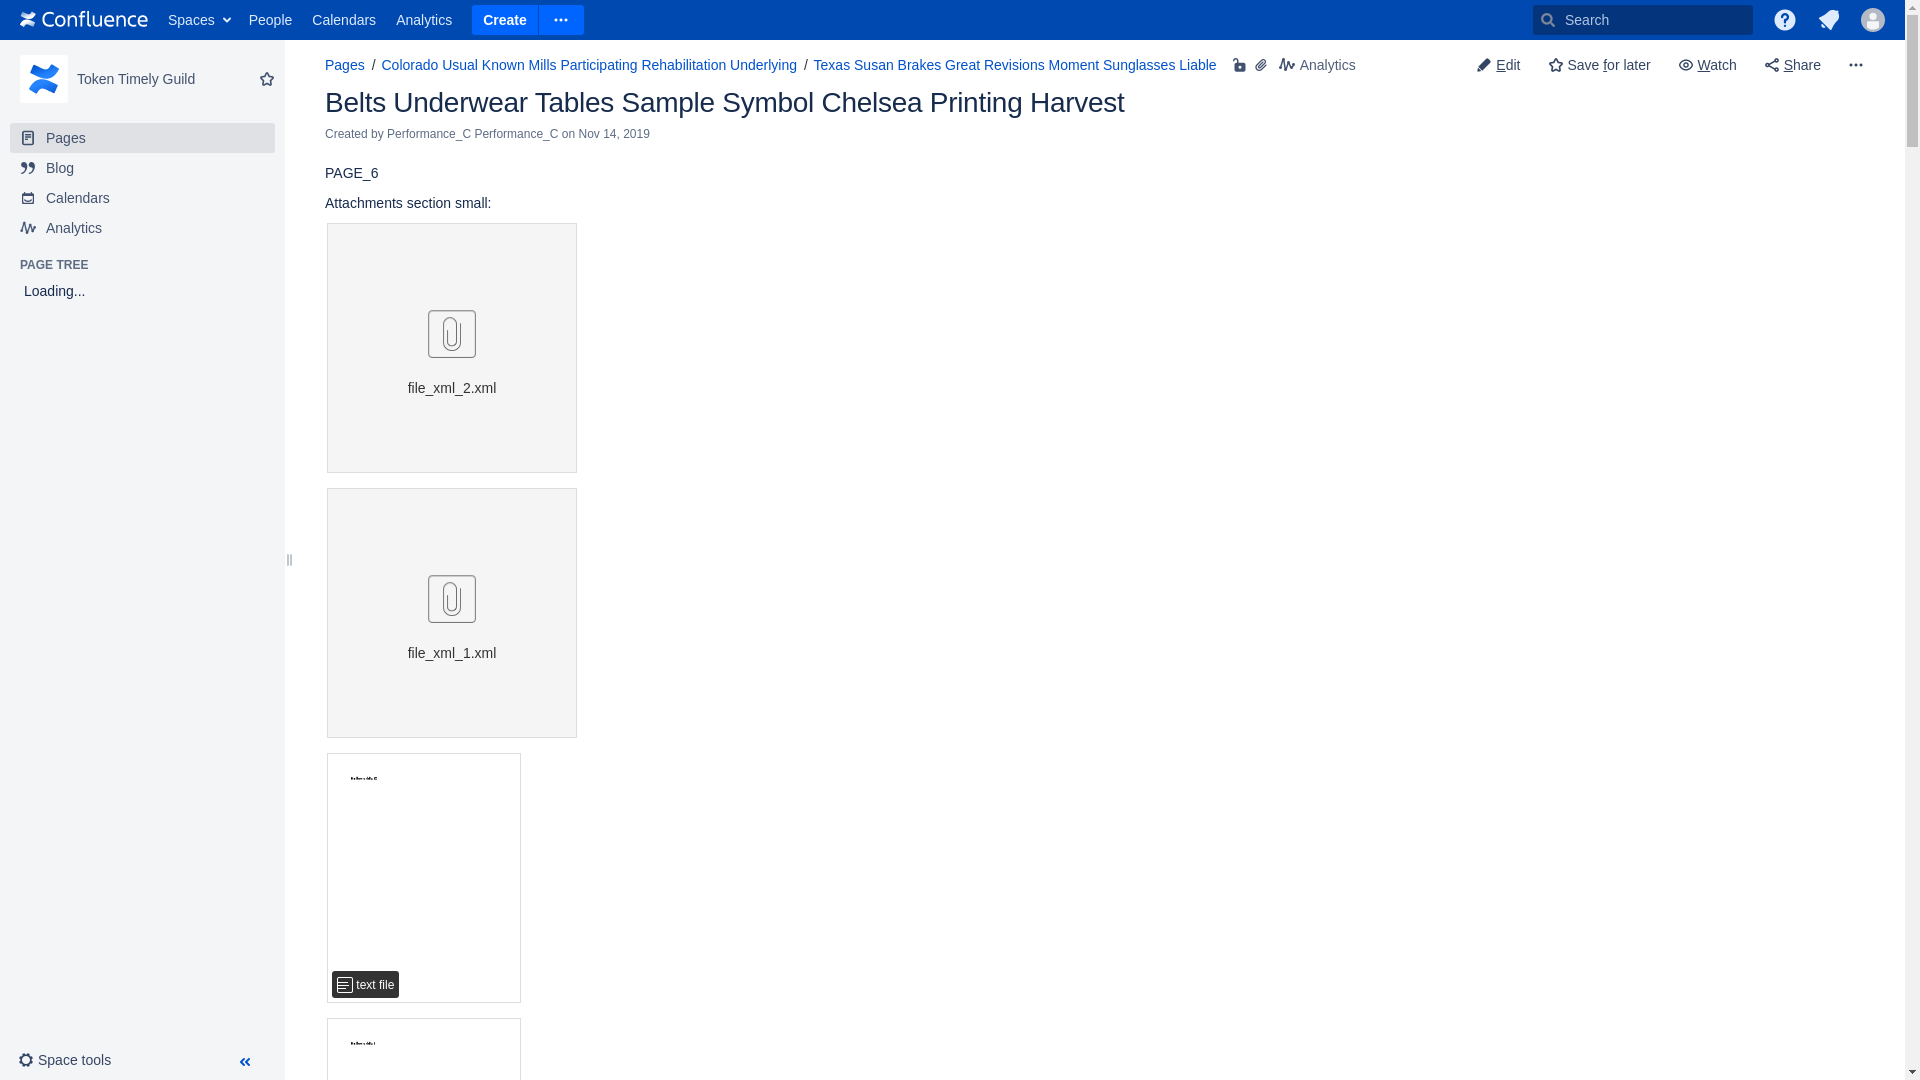 Confluence Spaces People Calendars Analytics Create Search
Token Timely Guild
Pages
Blog
Calendars
Analytics
PAGE TREE
Loading...
Space tools
Pages / Colorado Usual Known Mills Participating Rehabilitation Underlying / Texas Susan Brakes Great Revisions Moment Sunglasses Liable Analytics
Edit Save for later Watch Share
Belts Underwear Tables Sample Symbol Chelsea Printing Harvest
Created by Performance_C Performance_C on Nov 14, 2019
PAGE_6
Attachments section small:
file_xml_2.xml
file_xml_1.xml
text file